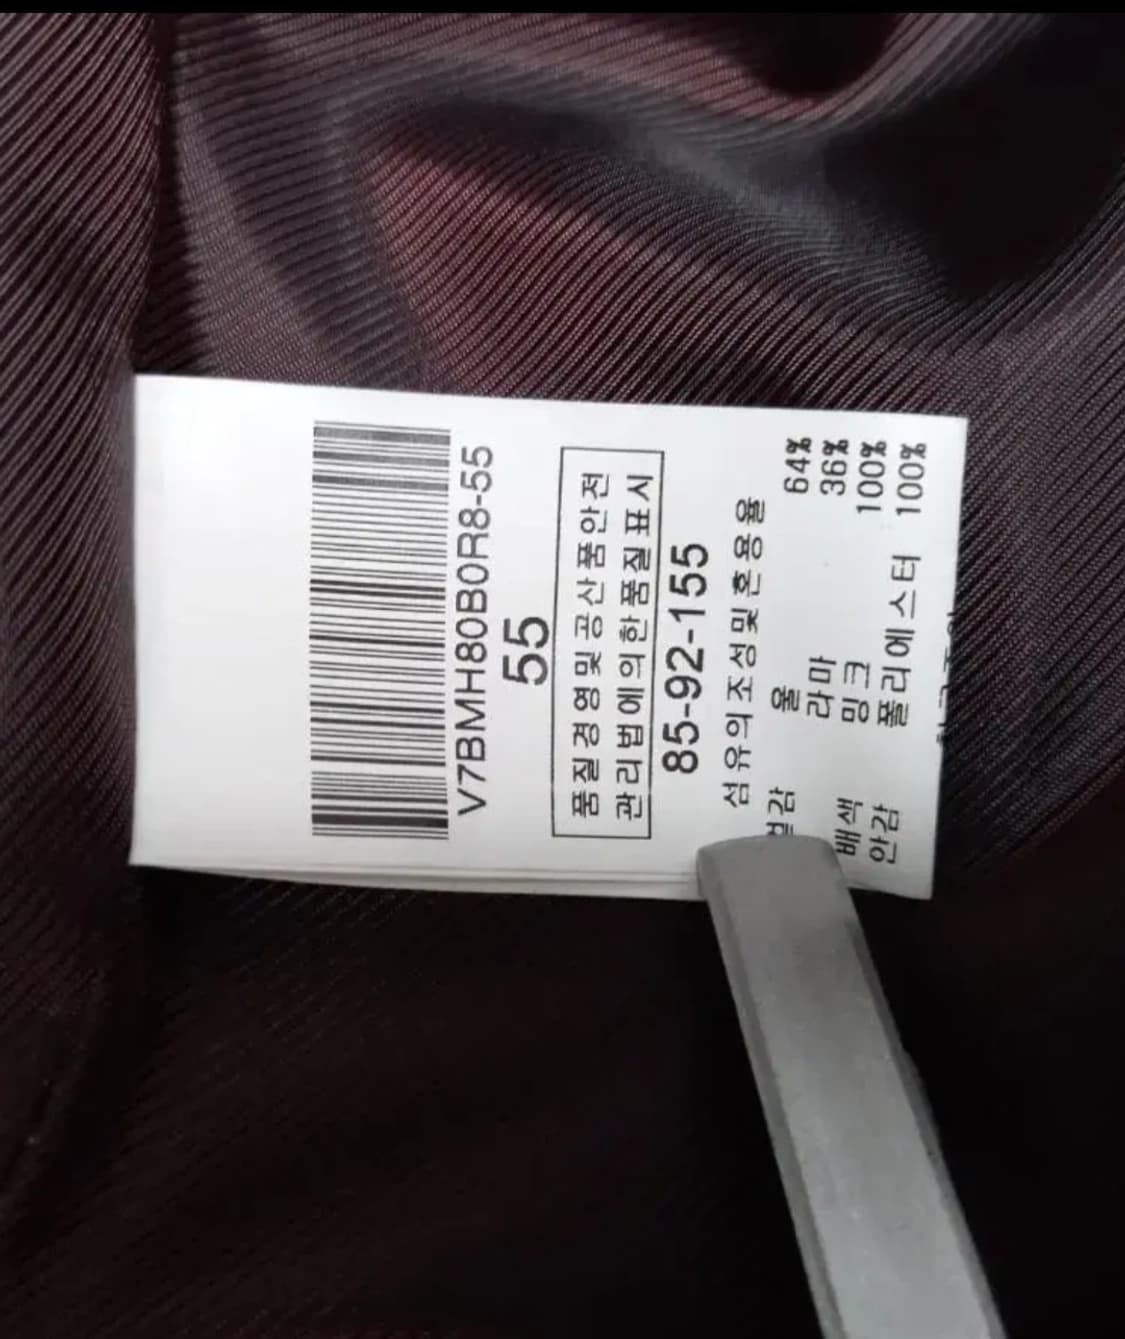 V7BMH80B0R8-55
55
품질경영및공산품안전
관리법에의한품질표시
85-92-155
섬유의조성및혼용율
겉감 울 64%
라마 36%
배색 밍크 100%
안감 폴리에스터 100%